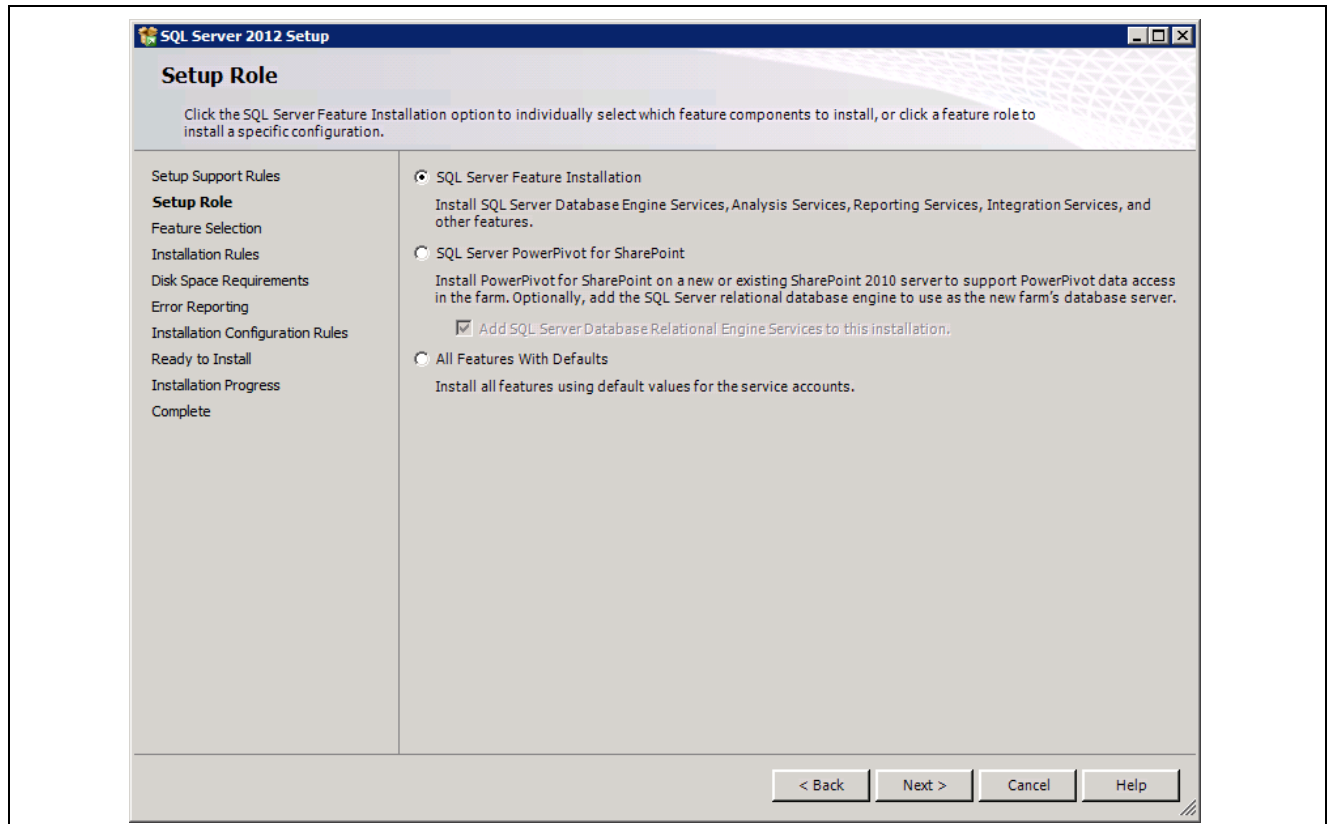 SQL Server 2012 Setup
Setup Role
Click the SQL Server Feature Installation option to individually select which feature components to install, or click a feature role to
install a specific configuration.
Setup Support Rules
Setup Role
Feature Selection
Installation Rules
Disk Space Requirements
Error Reporting
Installation Configuration Rules
Ready to Install
Installation Progress
Complete
SQL Server Feature Installation
Install SQL Server Database Engine Services, Analysis Services, Reporting Services, Integration Services, and
other features.
SQL Server PowerPivot for SharePoint
Install PowerPivot for SharePoint on a new or existing SharePoint 2010 server to support PowerPivot data access
in the farm. Optionally, add the SQL Server relational database engine to use as the new farm's database server.
Add SQL Server Database Relational Engine Services to this installation.
All Features With Defaults
Install all features using default values for the service accounts.
< Back
Next >
Cancel
Help